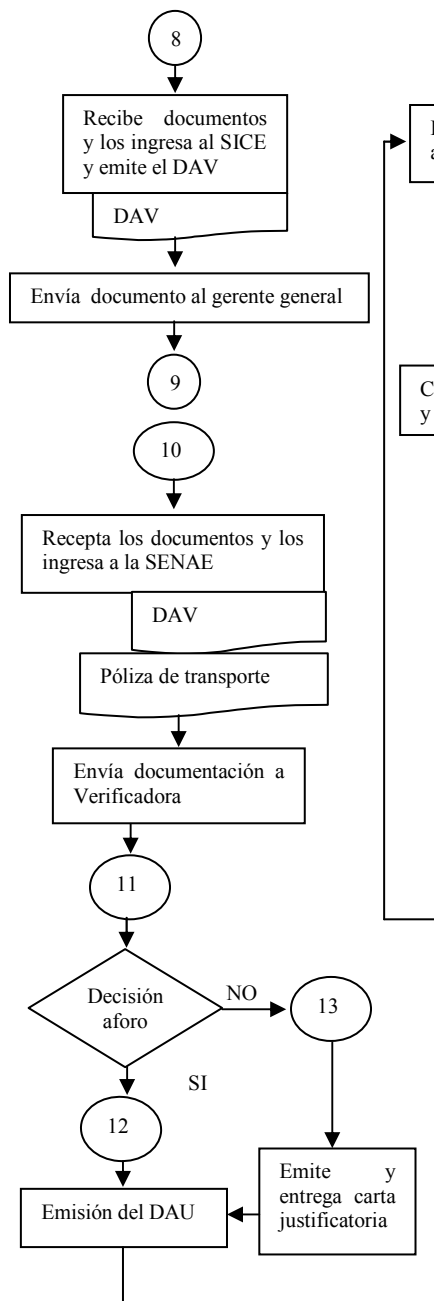 8
Recibe documentos
y los ingresa al SICE
y emite el DAV
DAV
Envía documento al gerente general
9
10
Recepta los documentos y los
ingresa a la SENAE
DAV
Póliza de transporte
Envía documentación a
Verificadora
11
Decisión
aforo
NO
13
SI
12
Emite y
entrega carta
justificatoria
Emisión del DAU
a
C
y